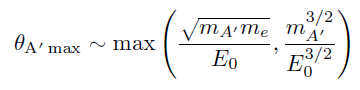 θ_{A′ max} ∼ max ( √(m_{A′} m_e) / E_0 , m_{A′}^{3/2} / E_0^{3/2} )